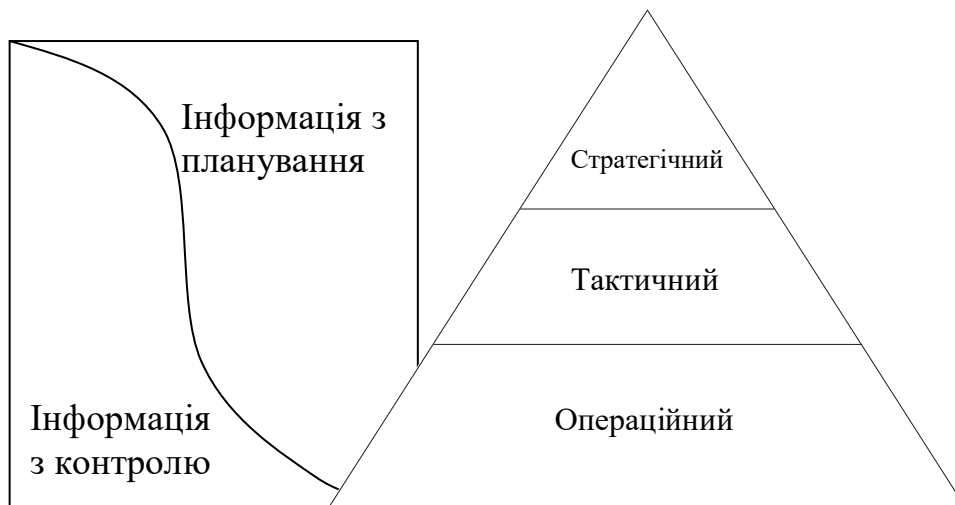 Інформація з
планування
Стратегічний
Тактичний
Інформація
з контролю
Операційний